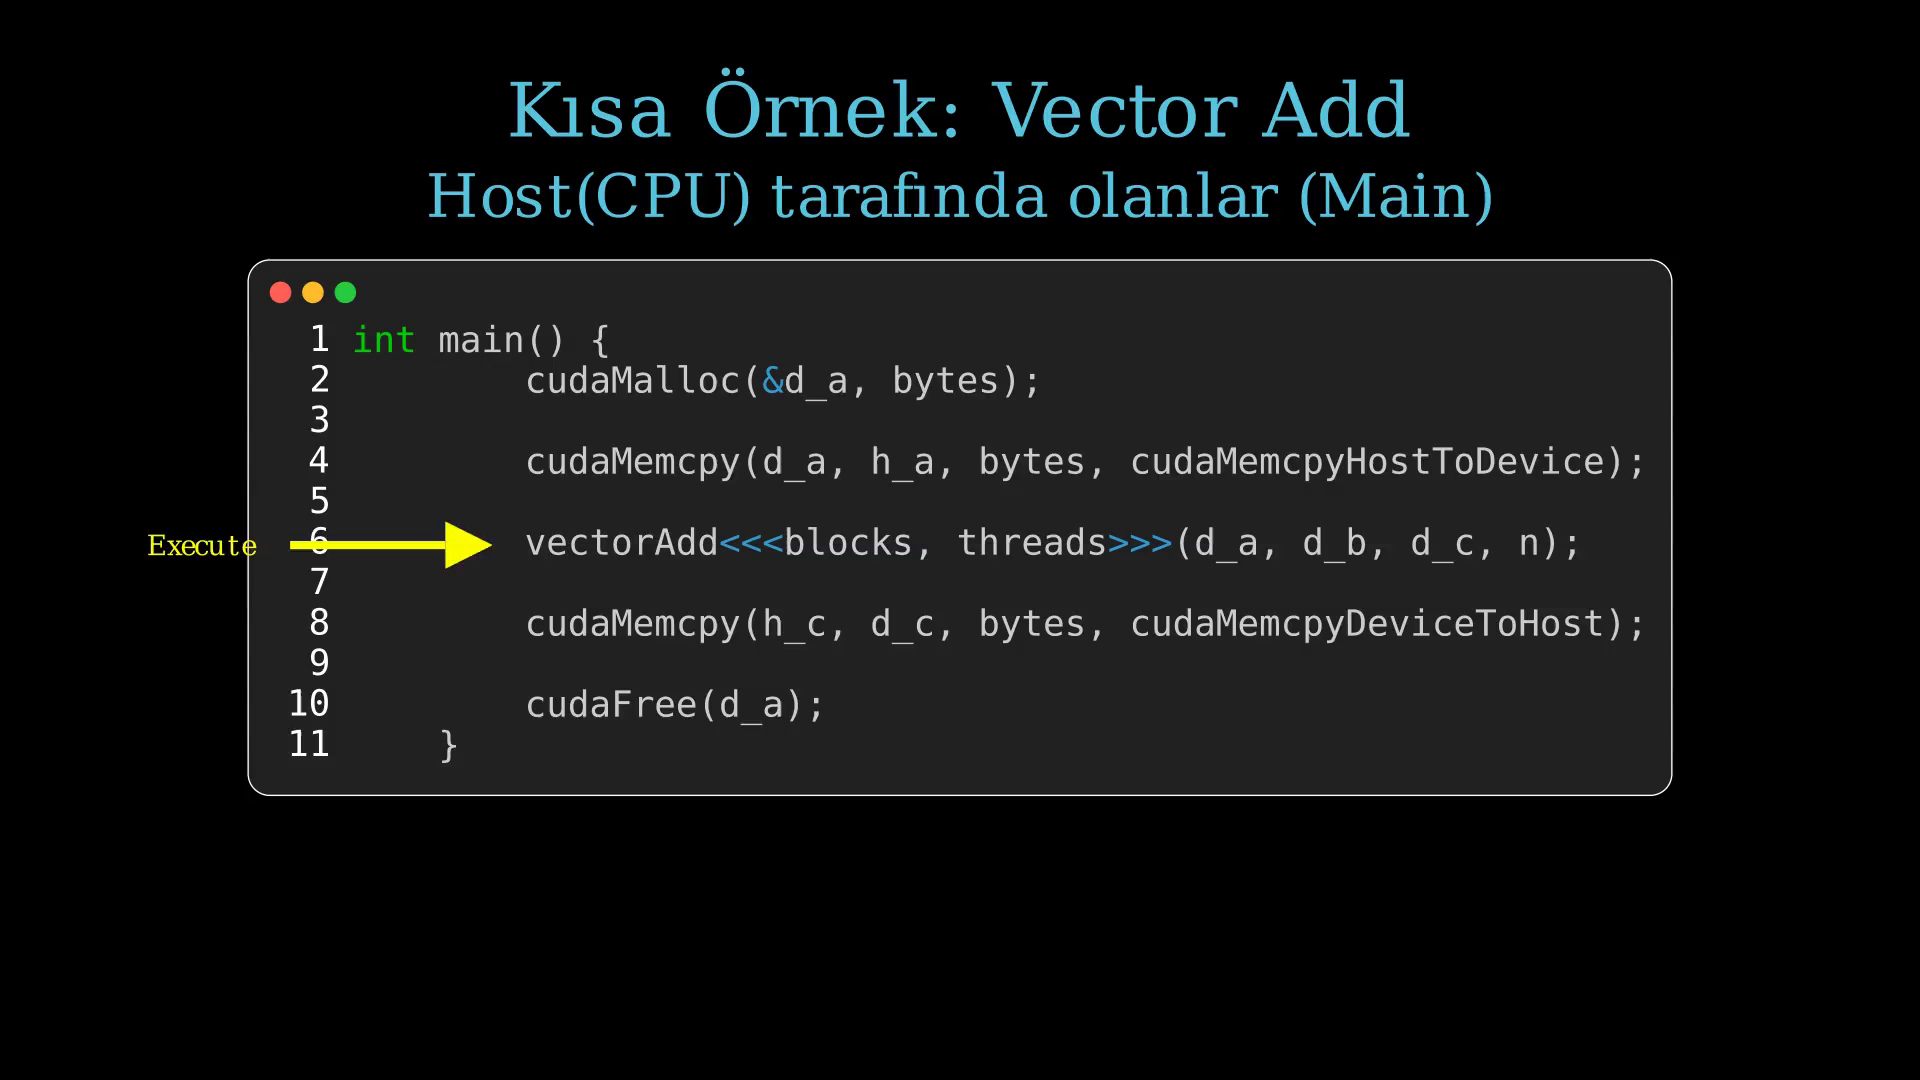 Kısa Örnek: Vector Add
Host(CPU) tarafında olanlar (Main)
1 int main() {
2 cudaMalloc(&d_a, bytes);
3
4 cudaMemcpy(d_a, h_a, bytes, cudaMemcpyHostToDevice);
5
Execute 6 vectorAdd<<<blocks, threads>>>(d_a, d_b, d_c, n);
7
8 cudaMemcpy(h_c, d_c, bytes, cudaMemcpyDeviceToHost);
9
10 cudaFree(d_a);
11 }